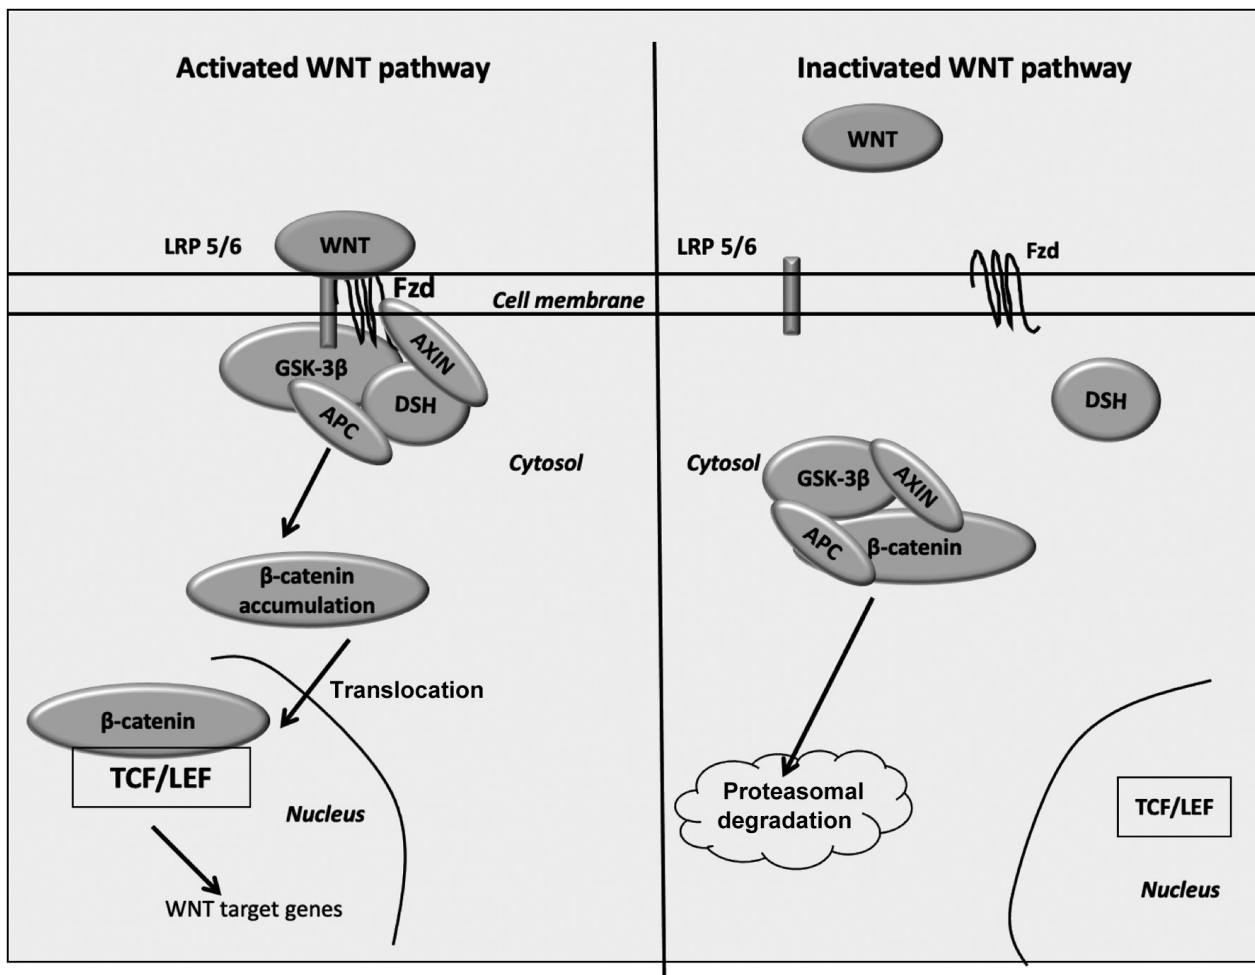 Activated WNT pathway
WNT
LRP 5/6
Fzd
Cell membrane
AXIN
GSK-3β
DSH
APC
Cytosol
β-catenin
accumulation
Translocation
β-catenin
TCF/LEF
Nucleus
WNT target genes
Inactivated WNT pathway
WNT
LRP 5/6
Fzd
DSH
Cytosol
GSK-3β
AXIN
APC
β-catenin
Proteasomal
degradation
TCF/LEF
Nucleus